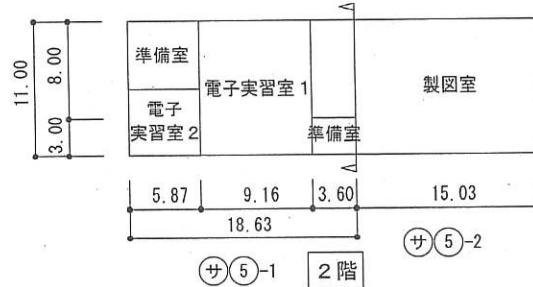 準備室
電子
実習室2
電子実習室1
準備室
製図室
11.00
8.00
3.00
5.87
9.16
3.60
15.03
18.63
サ5-1
2階
サ5-2